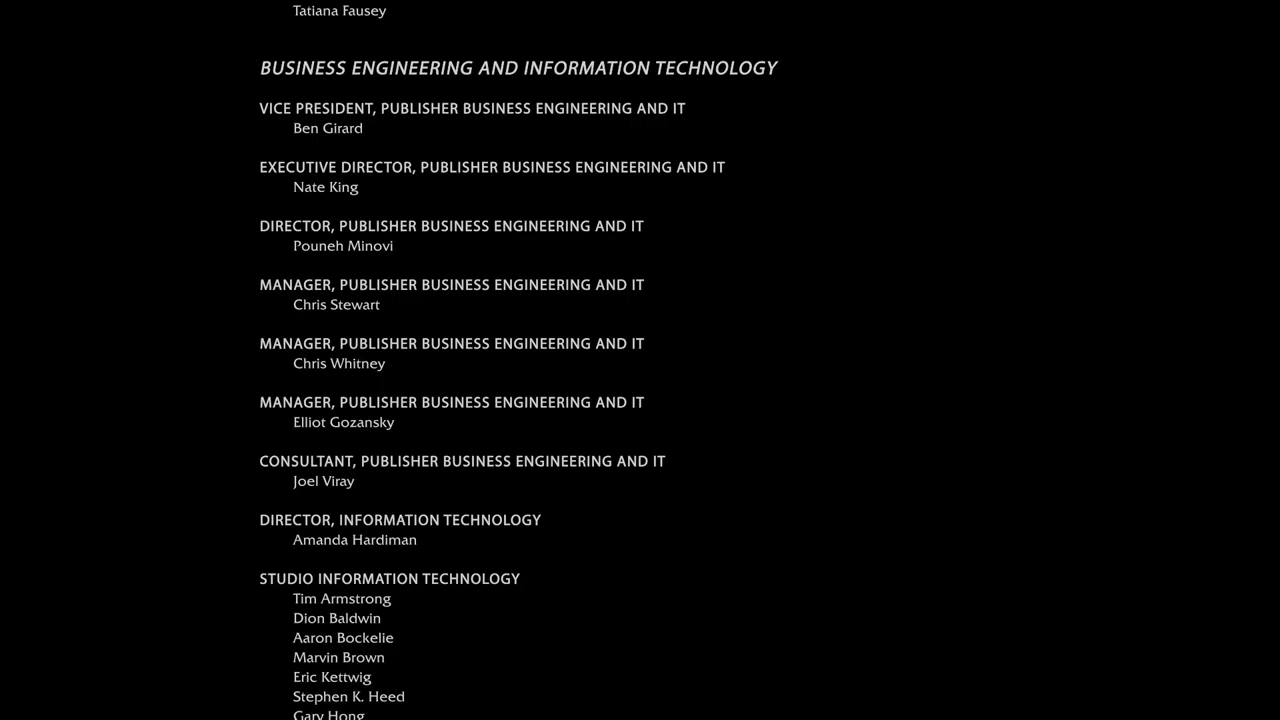 Tatiana Fausey
BUSINESS ENGINEERING AND INFORMATION TECHNOLOGY
VICE PRESIDENT, PUBLISHER BUSINESS ENGINEERING AND IT
Ben Girard
EXECUTIVE DIRECTOR, PUBLISHER BUSINESS ENGINEERING AND IT
Nate King
DIRECTOR, PUBLISHER BUSINESS ENGINEERING AND IT
Pouneh Minovi
MANAGER, PUBLISHER BUSINESS ENGINEERING AND IT
Chris Stewart
MANAGER, PUBLISHER BUSINESS ENGINEERING AND IT
Chris Whitney
MANAGER, PUBLISHER BUSINESS ENGINEERING AND IT
Elliot Gozansky
CONSULTANT, PUBLISHER BUSINESS ENGINEERING AND IT
Joel Viray
DIRECTOR, INFORMATION TECHNOLOGY
Amanda Hardiman
STUDIO INFORMATION TECHNOLOGY
Tim Armstrong
Dion Baldwin
Aaron Bockelie
Marvin Brown
Eric Kettwig
Stephen K. Heed
Gary Hong